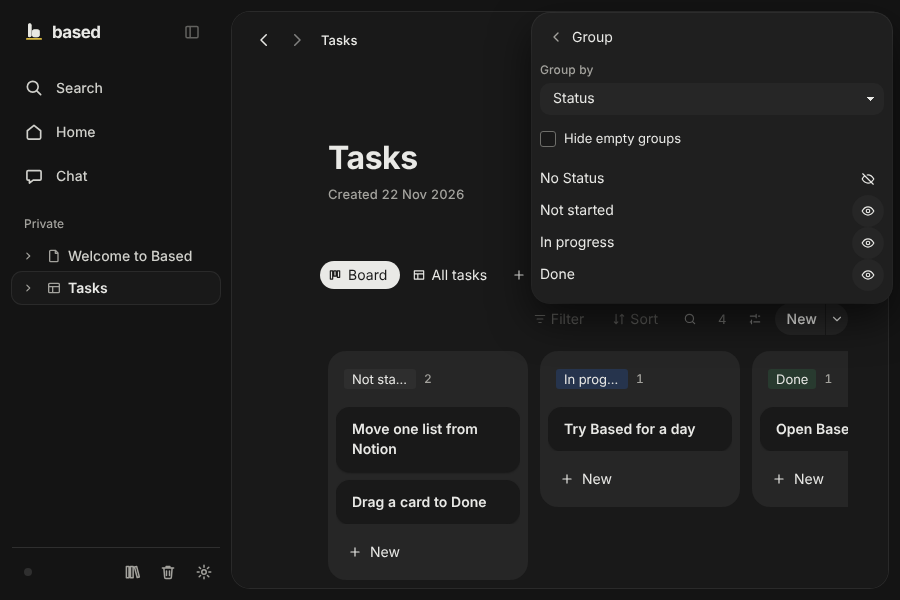 based
Search
Home
Chat
Private
Welcome to Based
Tasks
Tasks
Tasks
Created 22 Nov 2026
Board
All tasks
Group
Group by
Status
Hide empty groups
No Status
Not started
In progress
Done
Filter
Sort
4
New
Not sta... 2
Move one list from
Notion
Drag a card to Done
New
In prog... 1
Try Based for a day
New
Done 1
Open Base
New